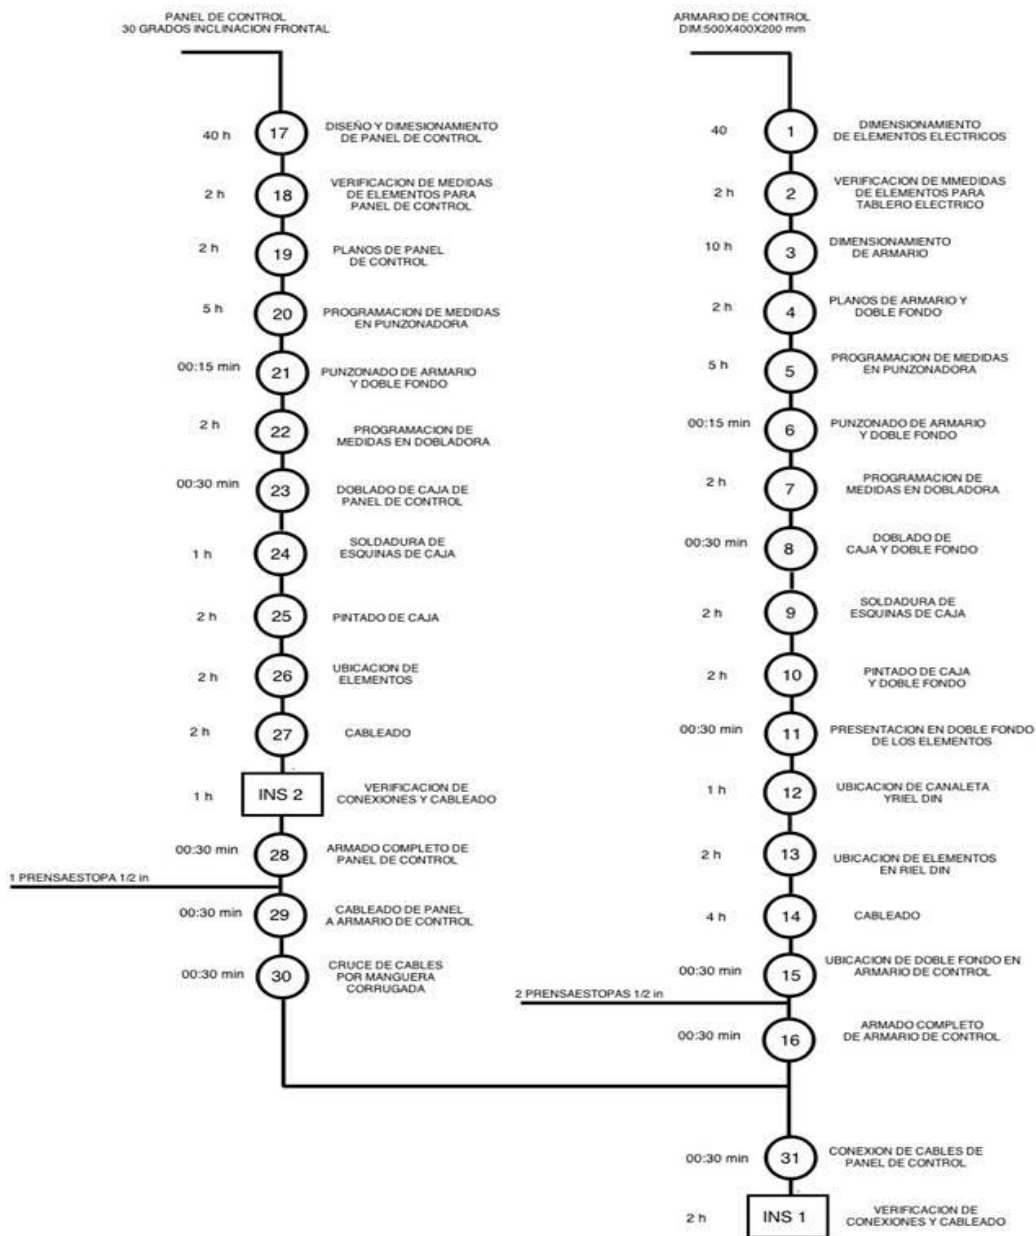 PANEL DE CONTROL
30 GRADOS INCLINACION FRONTAL
40 h
17
DISEÑO Y DIMESIONAMIENTO
DE PANEL DE CONTROL
2 h
18
VERIFICACION DE MEDIDAS
DE ELEMENTOS PARA
PANEL DE CONTROL
2 h
19
PLANOS DE PANEL
DE CONTROL
5 h
20
PROGRAMACION DE MEDIDAS
EN PUNZONADORA
00:15 min
21
PUNZONADO DE ARMARIO
Y DOBLE FONDO
2 h
22
PROGRAMACION DE
MEDIDAS EN DOBLADORA
00:30 min
23
DOBLADO DE CAJA DE
PANEL DE CONTROL
1 h
24
SOLDADURA DE
ESQUINAS DE CAJA
2 h
25
PINTADO DE CAJA
2 h
26
UBICACION DE
ELEMENTOS
2 h
27
CABLEADO
1 h
INS 2
VERIFICACION DE
CONEXIONES Y CABLEADO
00:30 min
28
ARMADO COMPLETO DE
PANEL DE CONTROL
1 PRENSAESTOPA 1/2 in
00:30 min
29
CABLEADO DE PANEL
A ARMARIO DE CONTROL
00:30 min
30
CRUCE DE CABLES
POR MANGUERA
CORRUGADA
ARMARIO DE CONTROL
DIM:500X400X200 mm
40
1
DIMENSIONAMIENTO
DE ELEMENTOS ELECTRICOS
2 h
2
VERIFICACION DE MMEDIDAS
DE ELEMENTOS PARA
TABLERO ELECTRICO
10 h
3
DIMENSIONAMIENTO
DE ARMARIO
2 h
4
PLANOS DE ARMARIO Y
DOBLE FONDO
5 h
5
PROGRAMACION DE MEDIDAS
EN PUNZONADORA
00:15 min
6
PUNZONADO DE ARMARIO
Y DOBLE FONDO
2 h
7
PROGRAMACION DE
MEDIDAS EN DOBLADORA
00:30 min
8
DOBLADO DE
CAJA Y DOBLE FONDO
2 h
9
SOLDADURA DE
ESQUINAS DE CAJA
2 h
10
PINTADO DE CAJA
Y DOBLE FONDO
00:30 min
11
PRESENTACION EN DOBLE FONDO
DE LOS ELEMENTOS
1 h
12
UBICACION DE CANALETA
YRIEL DIN
2 h
13
UBICACION DE ELEMENTOS
EN RIEL DIN
4 h
14
CABLEADO
00:30 min
15
UBICACION DE DOBLE FONDO EN
ARMARIO DE CONTROL
2 PRENSAESTOPAS 1/2 in
00:30 min
16
ARMADO COMPLETO
DE ARMARIO DE CONTROL
00:30 min
31
CONEXION DE CABLES DE
PANEL DE CONTROL
2 h
INS 1
VERIFICACION DE
CONEXIONES Y CABLEADO